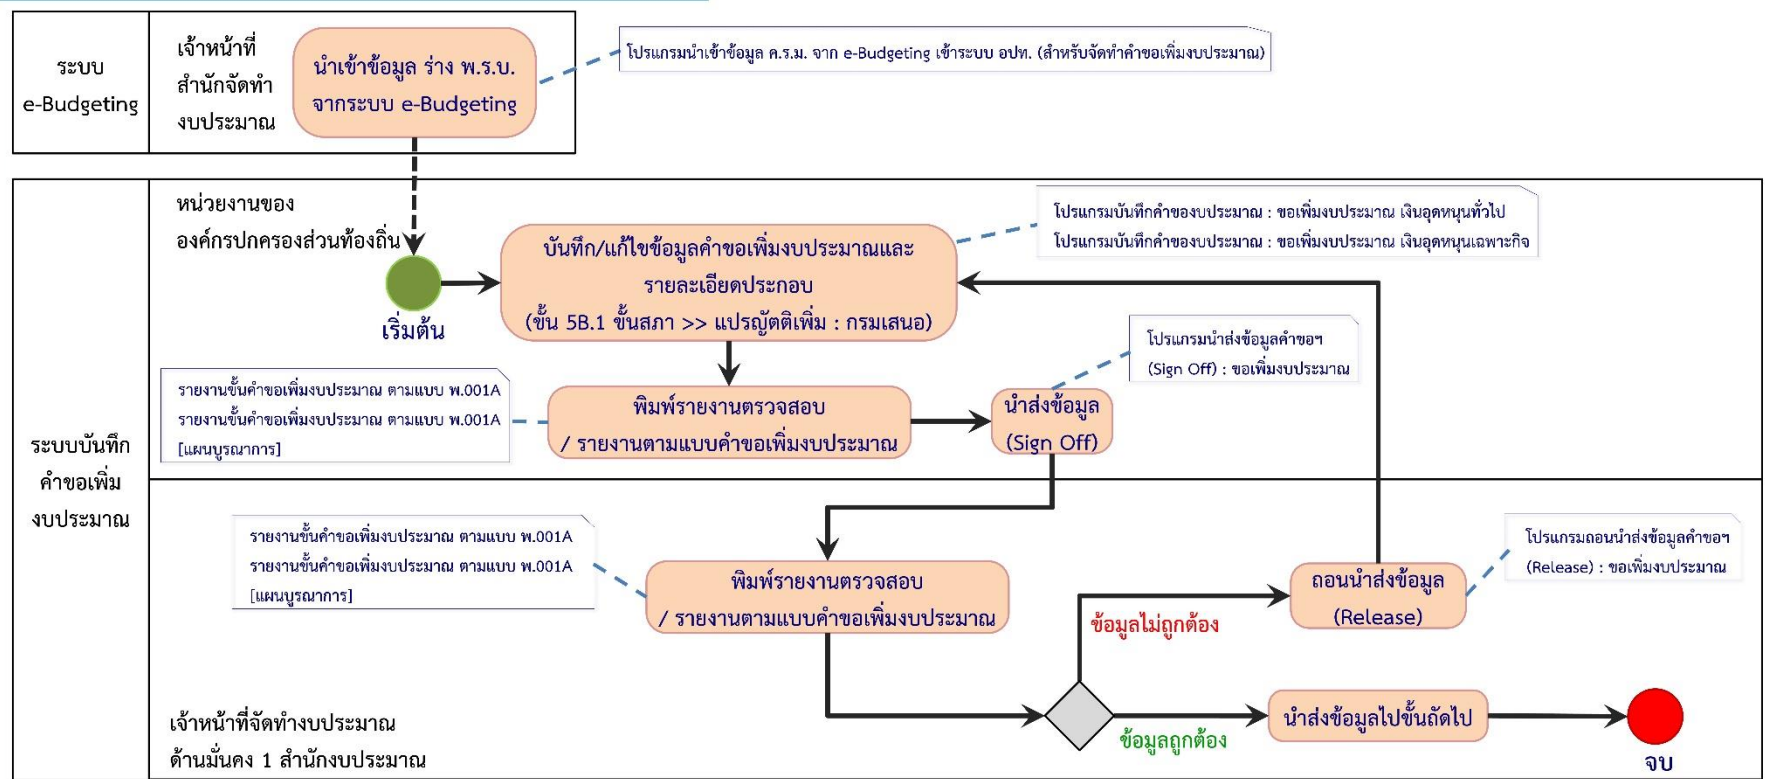 ระบบ
e-Budgeting
เจ้าหน้าที่
สำนักจัดทำ
งบประมาณ
นำเข้าข้อมูล ร่าง พ.ร.บ.
จากระบบ e-Budgeting
โปรแกรมนำเข้าข้อมูล ค.ร.ม. จาก e-Budgeting เข้าระบบ อปท. (สำหรับจัดทำคำขอเพิ่มงบประมาณ)
ระบบบันทึก
คำขอเพิ่ม
งบประมาณ
หน่วยงานของ
องค์กรปกครองส่วนท้องถิ่น
เริ่มต้น
บันทึก/แก้ไขข้อมูลคำขอเพิ่มงบประมาณและ
รายละเอียดประกอบ
(ขั้น 5B.1 ขั้นสภา >> แปรญัตติเพิ่ม : กรมเสนอ)
โปรแกรมบันทึกคำของบประมาณ : ขอเพิ่มงบประมาณ เงินอุดหนุนทั่วไป
โปรแกรมบันทึกคำของบประมาณ : ขอเพิ่มงบประมาณ เงินอุดหนุนเฉพาะกิจ
รายงานขั้นคำขอเพิ่มงบประมาณ ตามแบบ พ.001A
รายงานขั้นคำขอเพิ่มงบประมาณ ตามแบบ พ.001A
[แผนบูรณาการ]
พิมพ์รายงานตรวจสอบ
/ รายงานตามแบบคำขอเพิ่มงบประมาณ
นำส่งข้อมูล
(Sign Off)
โปรแกรมนำส่งข้อมูลคำขอฯ
(Sign Off) : ขอเพิ่มงบประมาณ
รายงานขั้นคำขอเพิ่มงบประมาณ ตามแบบ พ.001A
รายงานขั้นคำขอเพิ่มงบประมาณ ตามแบบ พ.001A
[แผนบูรณาการ]
พิมพ์รายงานตรวจสอบ
/ รายงานตามแบบคำขอเพิ่มงบประมาณ
ข้อมูลไม่ถูกต้อง
ถอนนำส่งข้อมูล
(Release)
โปรแกรมถอนนำส่งข้อมูลคำขอฯ
(Release) : ขอเพิ่มงบประมาณ
เจ้าหน้าที่จัดทำงบประมาณ
ด้านมั่นคง 1 สำนักงบประมาณ
ข้อมูลถูกต้อง
นำส่งข้อมูลไปขั้นถัดไป
จบ